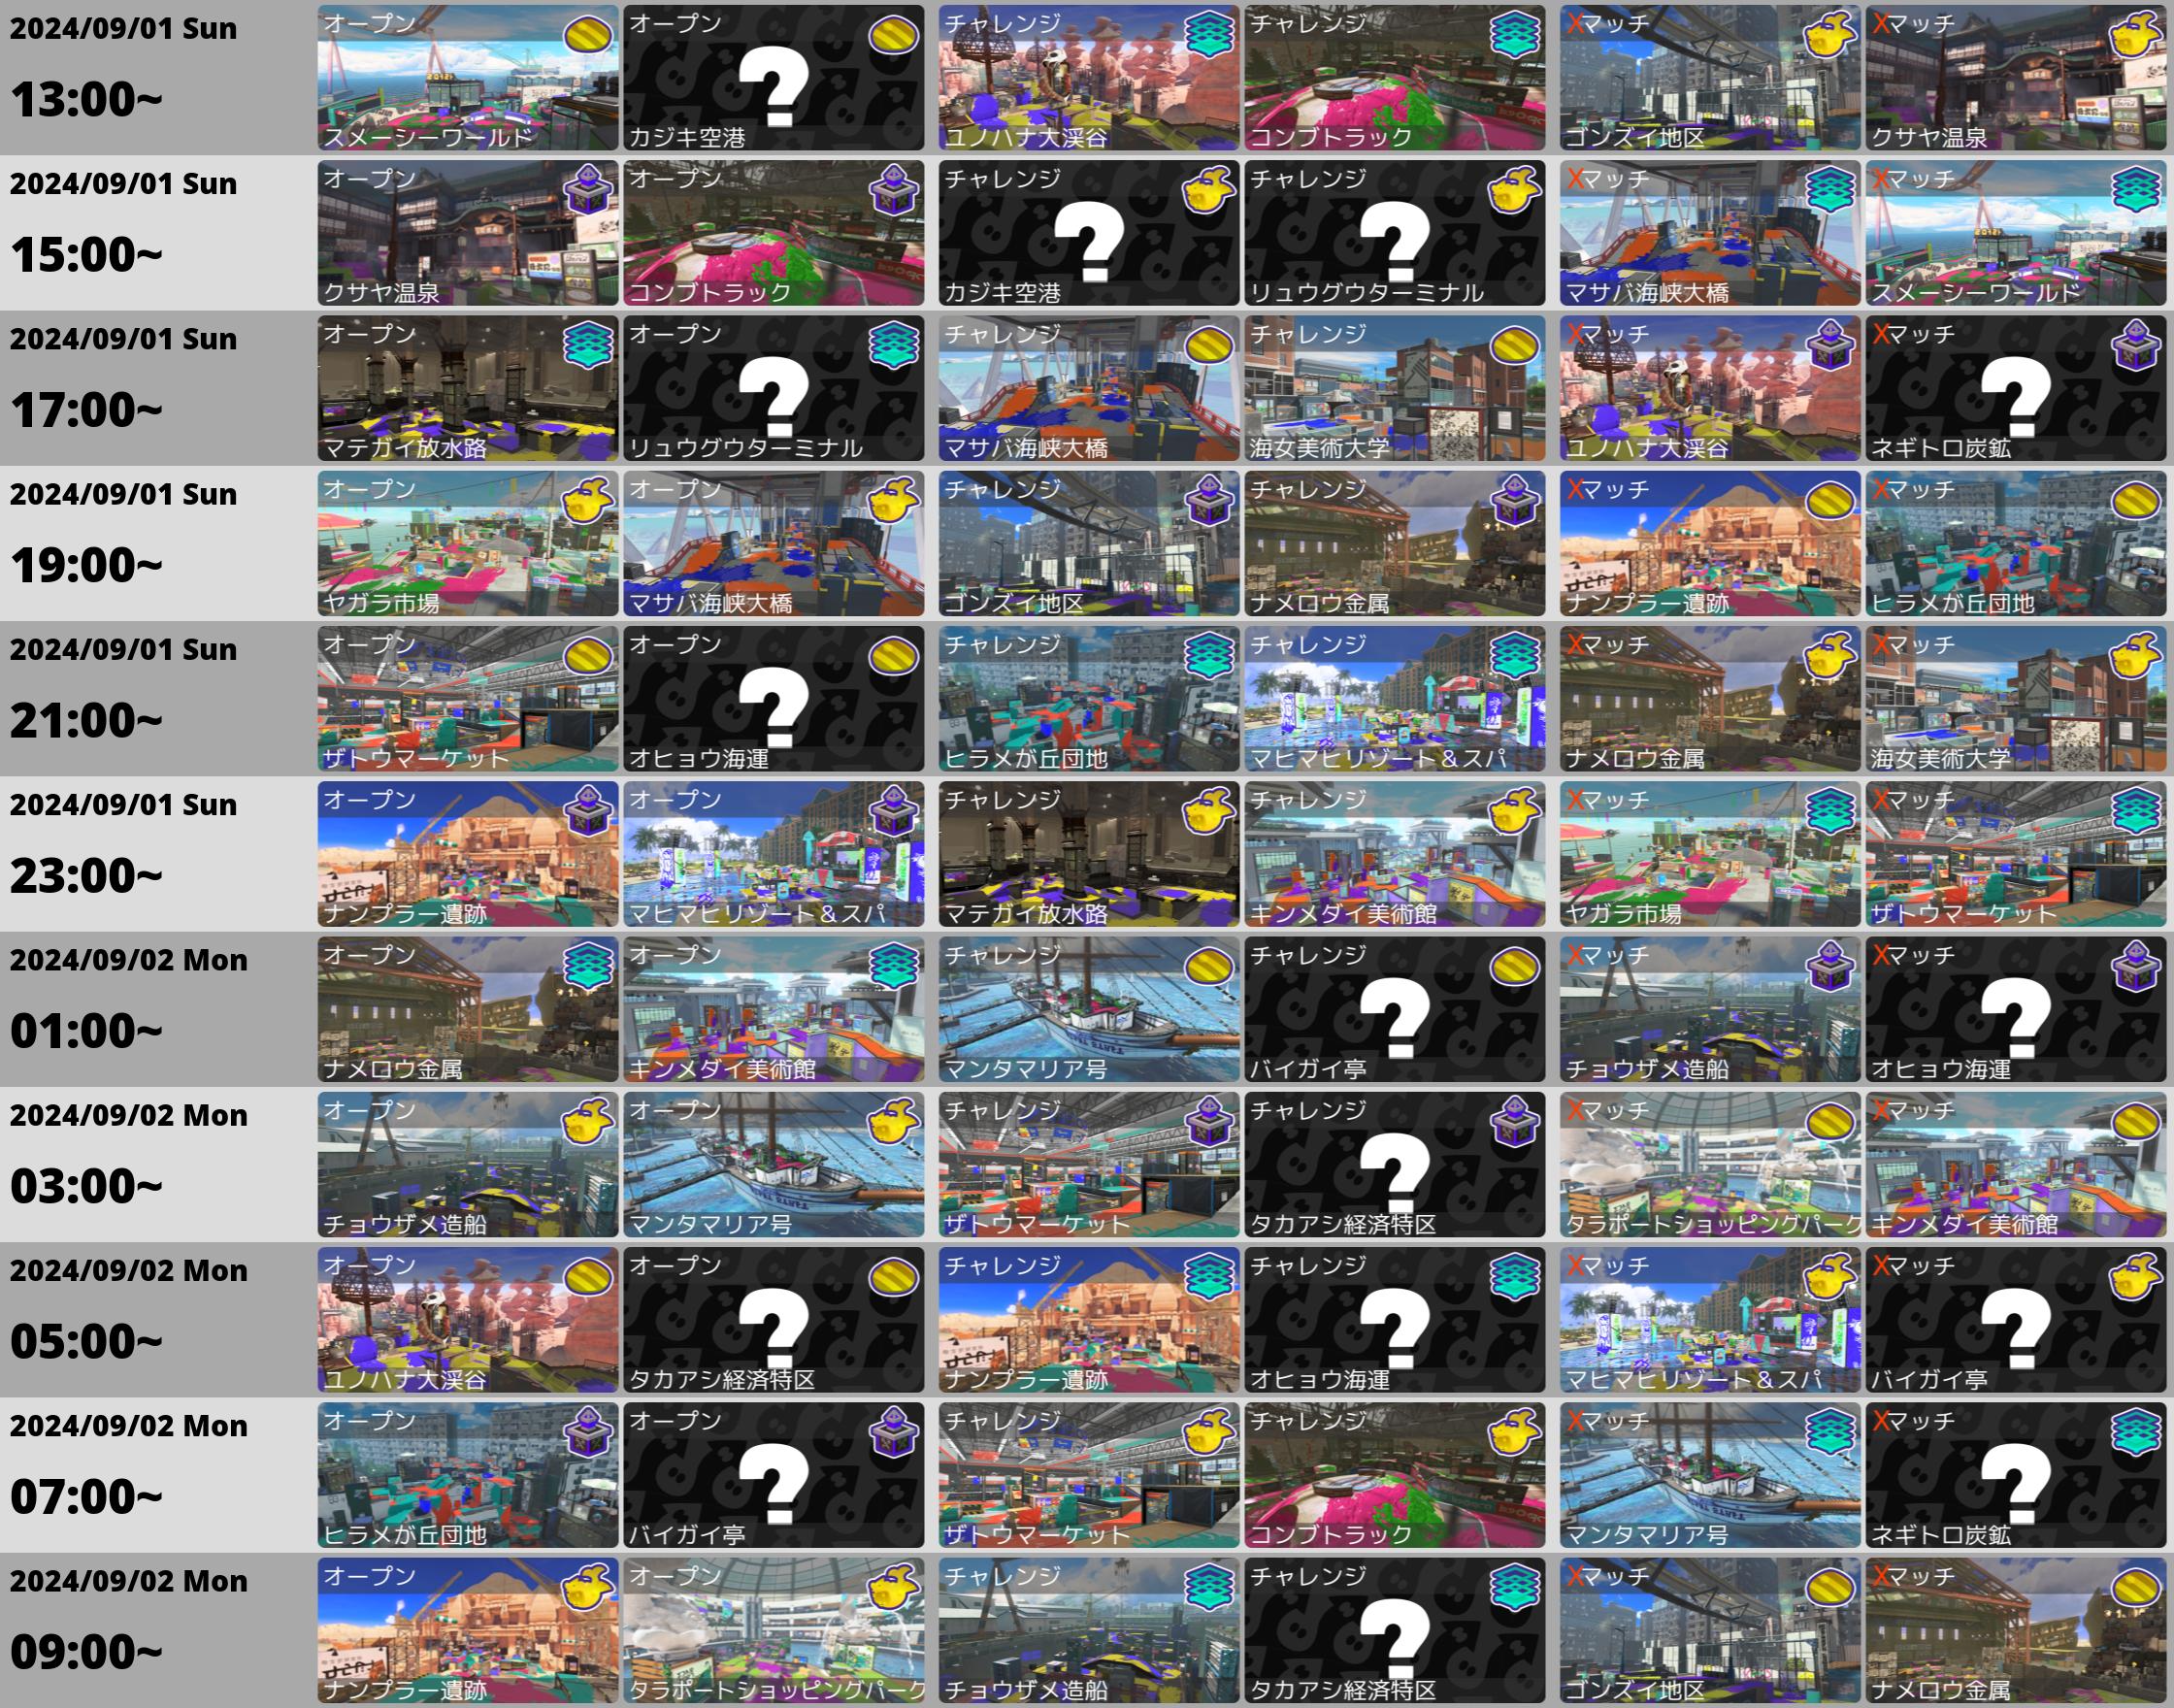 2024/09/01 Sun
13:00~
オープン オープン チャレンジ チャレンジ Xマッチ Xマッチ
スメーシーワールド カジキ空港 ユノハナ大渓谷 コンブトラック ゴンズイ地区 クサヤ温泉
2024/09/01 Sun
15:00~
オープン オープン チャレンジ チャレンジ Xマッチ Xマッチ
クサヤ温泉 コンブトラック カジキ空港 リュウグウターミナル マサバ海峡大橋 スメーシーワールド
2024/09/01 Sun
17:00~
オープン オープン チャレンジ チャレンジ Xマッチ Xマッチ
マテガイ放水路 リュウグウターミナル マサバ海峡大橋 海女美術大学 ユノハナ大渓谷 ネギトロ炭鉱
2024/09/01 Sun
19:00~
オープン オープン チャレンジ チャレンジ Xマッチ Xマッチ
ヤガラ市場 マサバ海峡大橋 ゴンズイ地区 ナメロウ金属 ナンプラー遺跡 ヒラメが丘団地
2024/09/01 Sun
21:00~
オープン オープン チャレンジ チャレンジ Xマッチ Xマッチ
ザトウマーケット オヒョウ海運 ヒラメが丘団地 マヒマヒリゾート＆スパ ナメロウ金属 海女美術大学
2024/09/01 Sun
23:00~
オープン オープン チャレンジ チャレンジ Xマッチ Xマッチ
ナンプラー遺跡 マヒマヒリゾート＆スパ マテガイ放水路 キンメダイ美術館 ヤガラ市場 ザトウマーケット
2024/09/02 Mon
01:00~
オープン オープン チャレンジ チャレンジ Xマッチ Xマッチ
ナメロウ金属 キンメダイ美術館 マンタマリア号 バイガイ亭 チョウザメ造船 オヒョウ海運
2024/09/02 Mon
03:00~
オープン オープン チャレンジ チャレンジ Xマッチ Xマッチ
チョウザメ造船 マンタマリア号 ザトウマーケット タカアシ経済特区 タラポートショッピングパーク キンメダイ美術館
2024/09/02 Mon
05:00~
オープン オープン チャレンジ チャレンジ Xマッチ Xマッチ
ユノハナ大渓谷 タカアシ経済特区 ナンプラー遺跡 オヒョウ海運 マヒマヒリゾート＆スパ バイガイ亭
2024/09/02 Mon
07:00~
オープン オープン チャレンジ チャレンジ Xマッチ Xマッチ
ヒラメが丘団地 バイガイ亭 ザトウマーケット コンブトラック マンタマリア号 ネギトロ炭鉱
2024/09/02 Mon
09:00~
オープン オープン チャレンジ チャレンジ Xマッチ Xマッチ
ナンプラー遺跡 タラポートショッピングパーク チョウザメ造船 タカアシ経済特区 ゴンズイ地区 ナメロウ金属